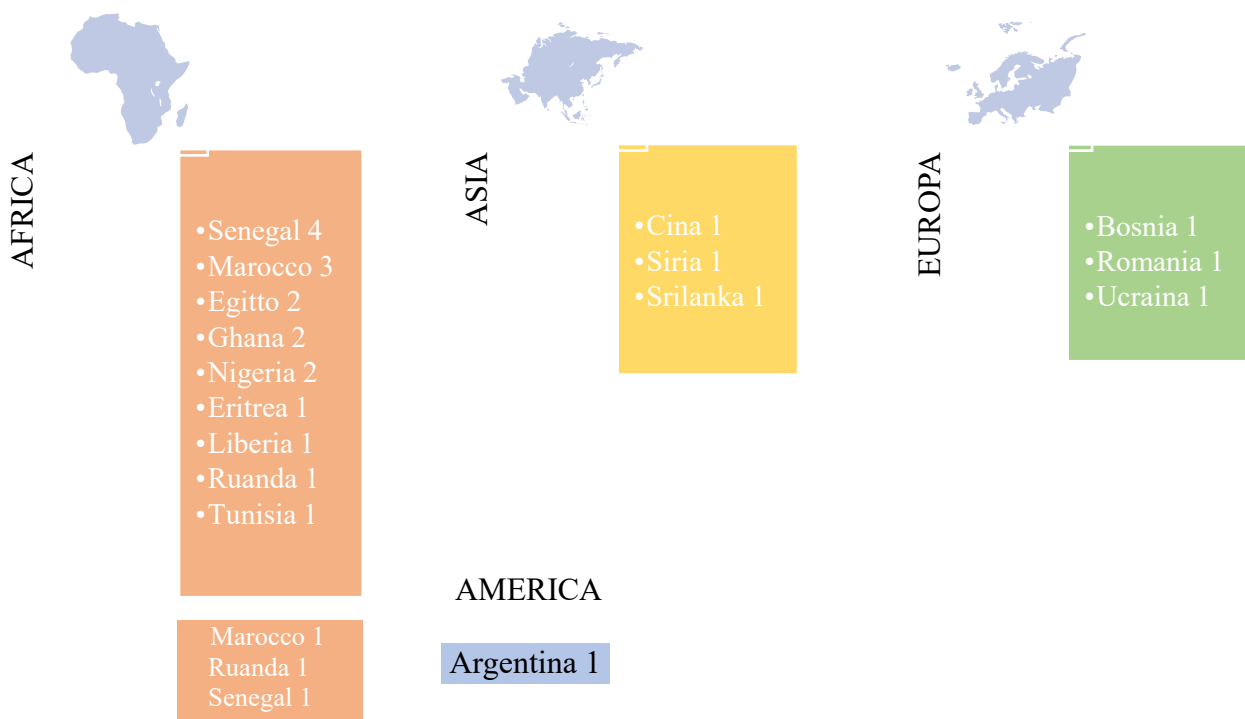 AFRICA
•Senegal 4
•Marocco 3
•Egitto 2
•Ghana 2
•Nigeria 2
•Eritrea 1
•Liberia 1
•Ruanda 1
•Tunisia 1
Marocco 1
Ruanda 1
Senegal 1
ASIA
•Cina 1
•Siria 1
•Srilanka 1
AMERICA
Argentina 1
EUROPA
•Bosnia 1
•Romania 1
•Ucraina 1